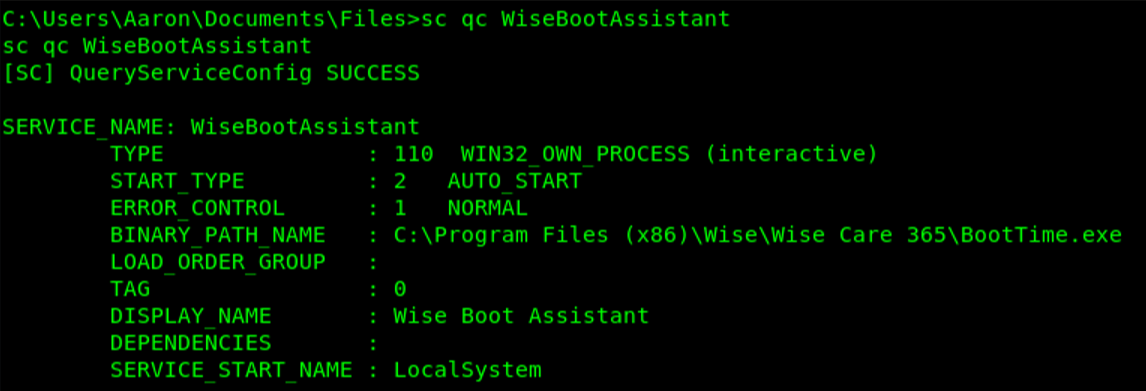 C:\Users\Aaron\Documents\Files>sc qc WiseBootAssistant
sc qc WiseBootAssistant
[SC] QueryServiceConfig SUCCESS

SERVICE_NAME: WiseBootAssistant
        TYPE               : 110  WIN32_OWN_PROCESS (interactive)
        START_TYPE         : 2   AUTO_START
        ERROR_CONTROL      : 1   NORMAL
        BINARY_PATH_NAME   : C:\Program Files (x86)\Wise\Wise Care 365\BootTime.exe
        LOAD_ORDER_GROUP   :
        TAG                : 0
        DISPLAY_NAME       : Wise Boot Assistant
        DEPENDENCIES       :
        SERVICE_START_NAME : LocalSystem